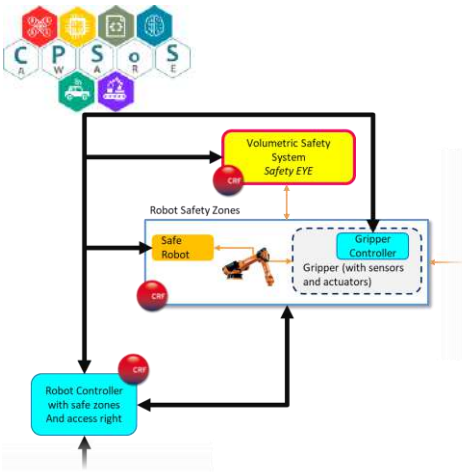 C P S o S
A W A R E
Volumetric Safety
System
Safety EYE
CRF
Robot Safety Zones
Safe
Robot
Gripper
Controller
Gripper (with sensors
and actuators)
CRF
CRF
Robot Controller
with safe zones
And access right